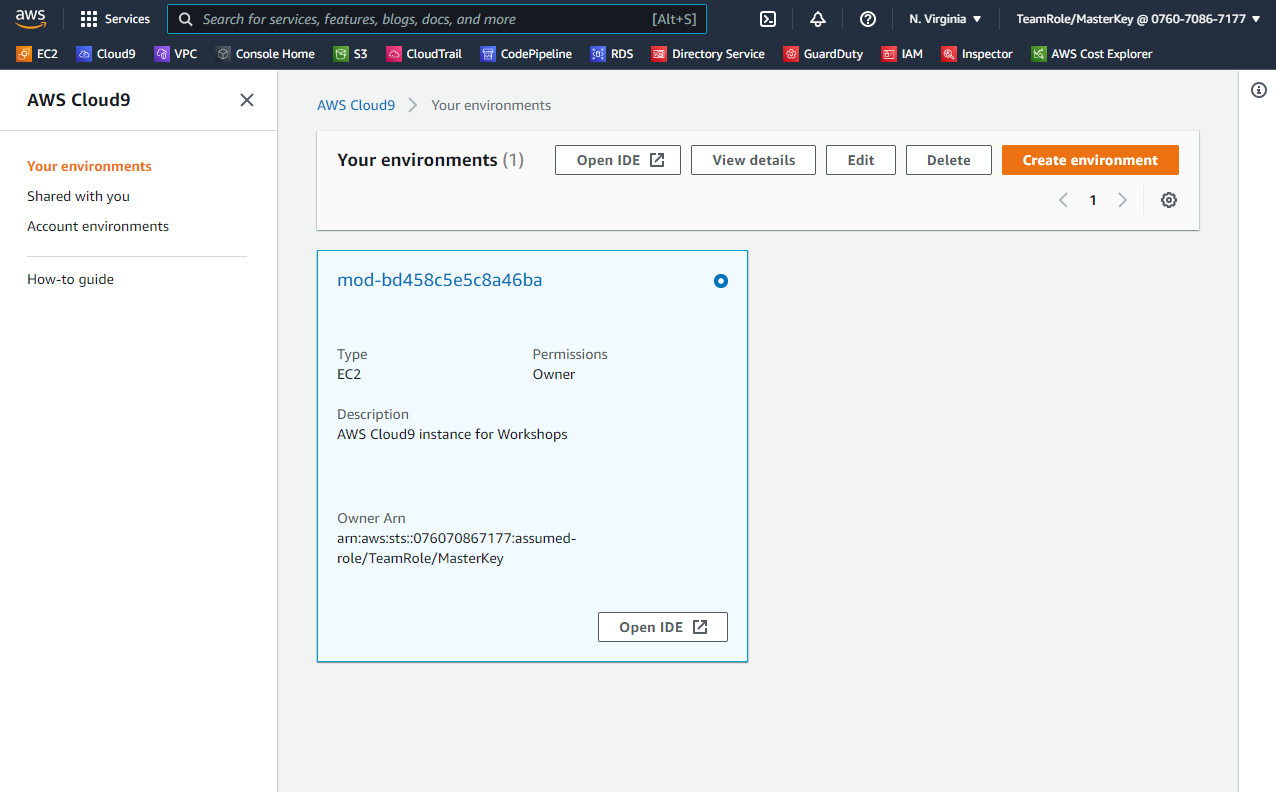 aws Services Search for services, features, blogs, docs, and more [Alt+S] N. Virginia TeamRole/MasterKey @ 0760-7086-7177
EC2 Cloud9 VPC Console Home S3 CloudTrail CodePipeline RDS Directory Service GuardDuty IAM Inspector AWS Cost Explorer
AWS Cloud9
Your environments
Shared with you
Account environments
How-to guide
AWS Cloud9 Your environments
Your environments (1) Open IDE View details Edit Delete Create environment
1
mod-bd458c5e5c8a46ba
Type Permissions
EC2 Owner
Description
AWS Cloud9 instance for Workshops
Owner Arn
arn:aws:sts::076070867177:assumed-
role/TeamRole/MasterKey
Open IDE